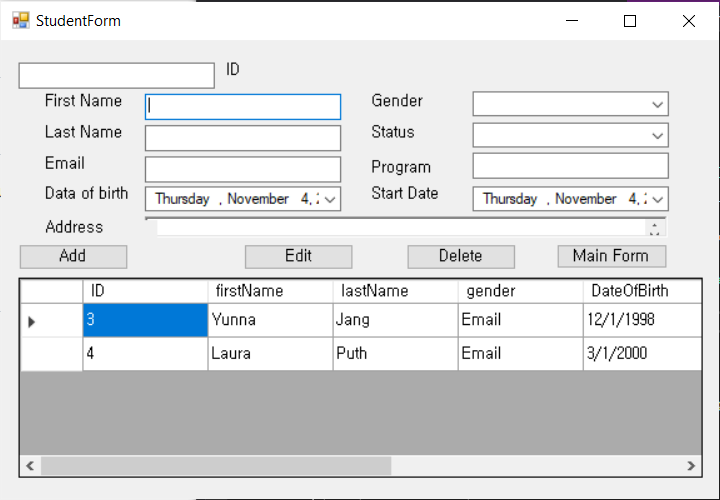 StudentForm
ID
First Name Gender
Last Name Status
Email Program
Data of birth Thursday , November 4, Start Date Thursday , November 4,
Address
Add Edit Delete Main Form
ID firstName lastName gender DateOfBirth
3 Yunna Jang Email 12/1/1998
4 Laura Puth Email 3/1/2000